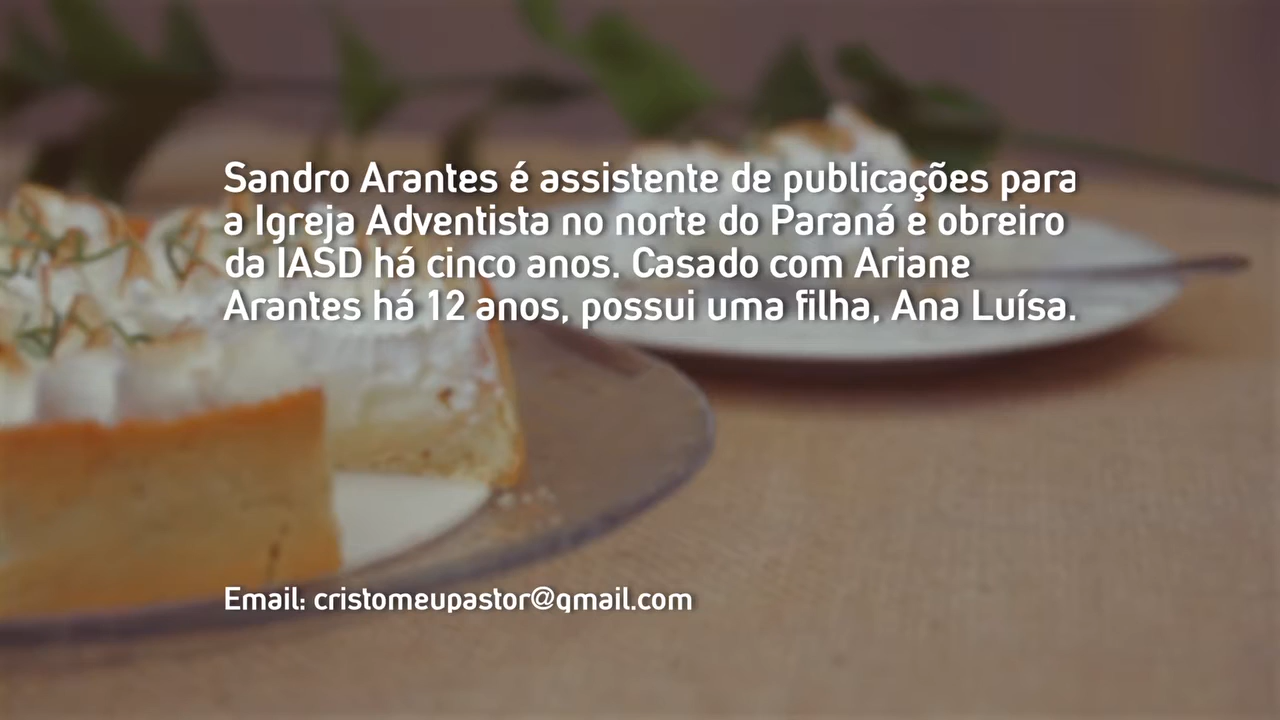 Sandro Arantes é assistente de publicações para
a Igreja Adventista no norte do Paraná e obreiro
da IASD há cinco anos. Casado com Ariane
Arantes há 12 anos, possui uma filha, Ana Luísa.
Email: cristomeupastor@gmail.com